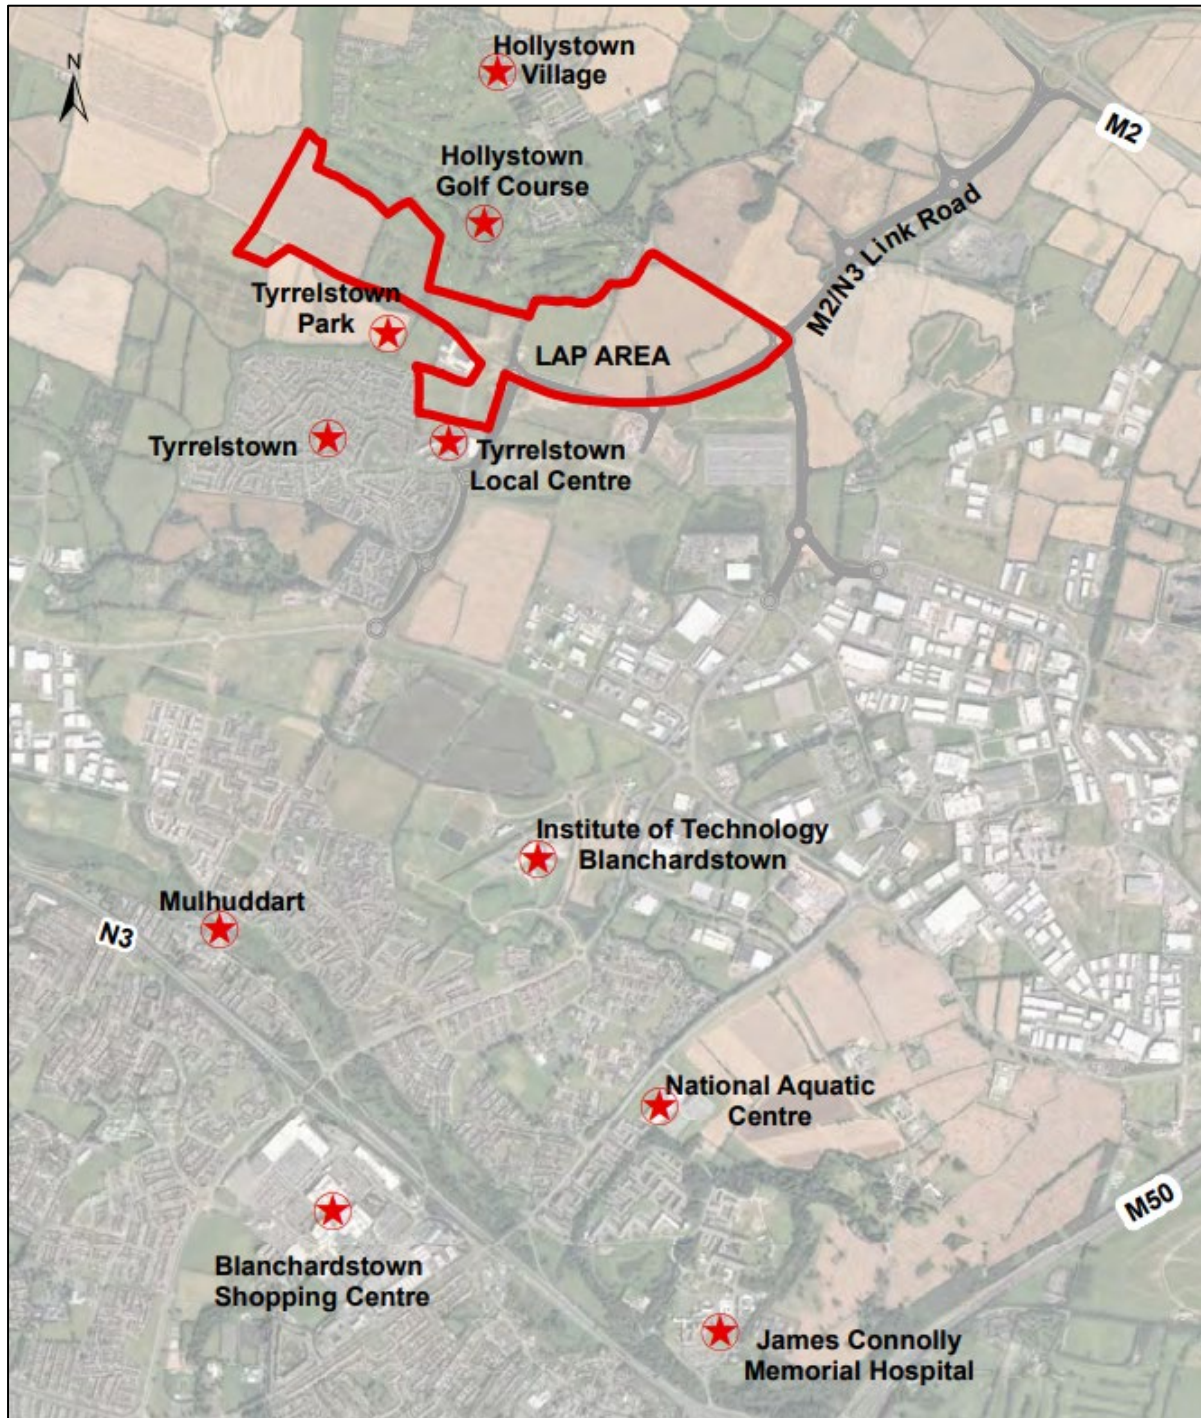 Hollystown
Village
N
M2
Hollystown
Golf Course
M2/N3 Link Road
Tyrrelstown
Park
LAP AREA
Tyrrelstown
Tyrrelstown
Local Centre
Institute of Technology
Blanchardstown
Mulhuddart
N3
National Aquatic
Centre
M50
Blanchardstown
Shopping Centre
James Connolly
Memorial Hospital